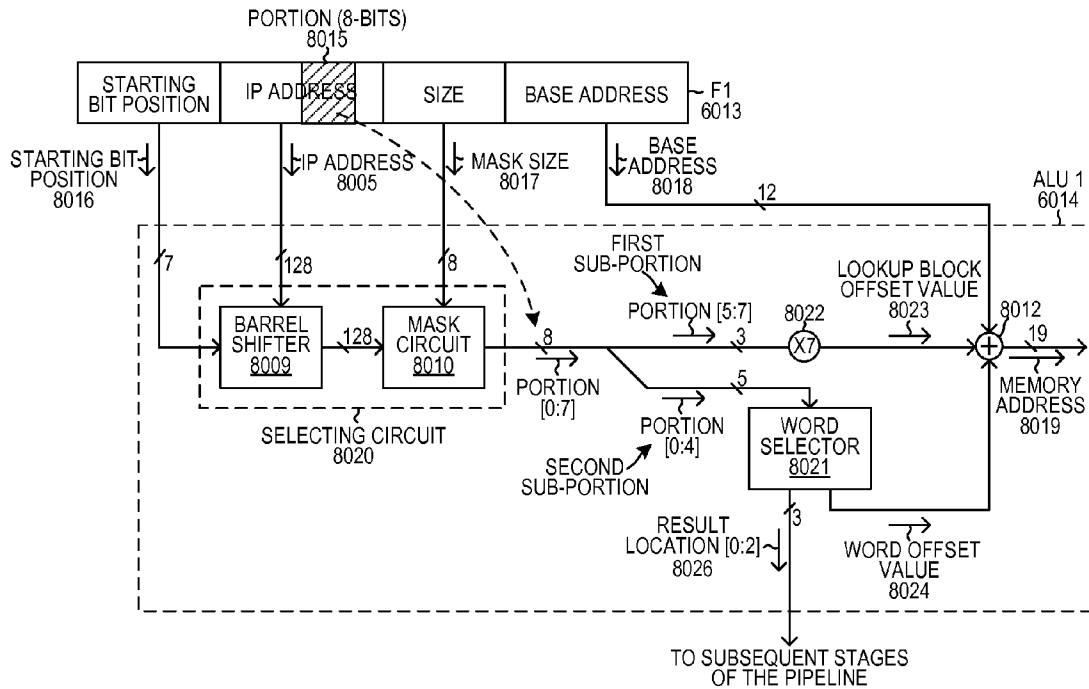 PORTION (8-BITS)
8015
STARTING
BIT POSITION
IP ADDRESS
SIZE
BASE ADDRESS
F1
6013
STARTING BIT
POSITION
8016
IP ADDRESS
8005
MASK SIZE
8017
BASE
ADDRESS
8018
12
ALU 1
6014
7
128
8
FIRST
SUB-PORTION
PORTION [5:7]
LOOKUP BLOCK
OFFSET VALUE
8023
8022
8012
BARREL
SHIFTER
8009
128
MASK
CIRCUIT
8010
8
3
X7
+
19
PORTION
[0:7]
5
MEMORY
ADDRESS
8019
SELECTING CIRCUIT
8020
PORTION
[0:4]
SECOND
SUB-PORTION
WORD
SELECTOR
8021
3
RESULT
LOCATION [0:2]
8026
WORD OFFSET
VALUE
8024
TO SUBSEQUENT STAGES
OF THE PIPELINE